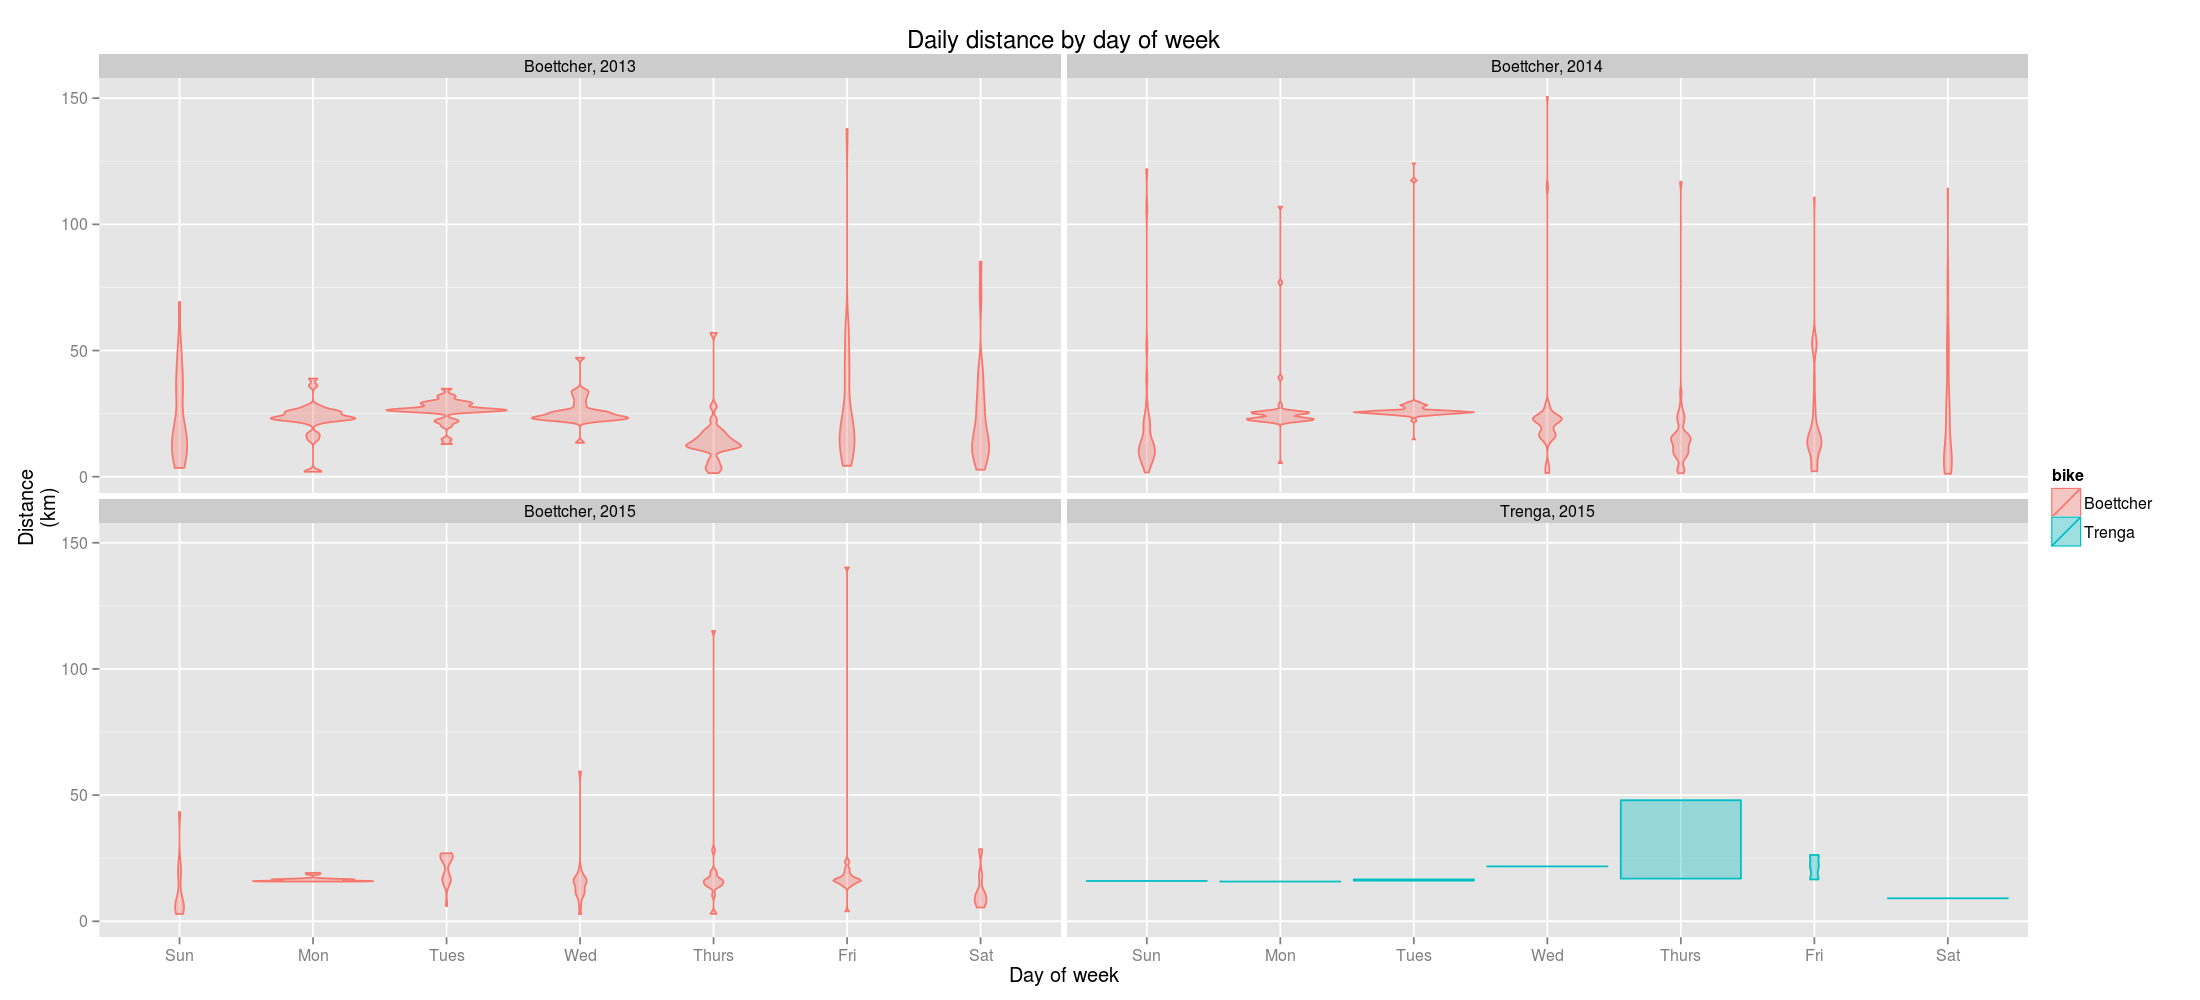 Daily distance by day of week
Boettcher, 2013
Boettcher, 2014
150
100
50
0
Boettcher, 2015
Trenga, 2015
150
100
50
0
Sun Mon Tues Wed Thurs Fri Sat
Sun Mon Tues Wed Thurs Fri Sat
Day of week
Distance
(km)
bike
Boettcher
Trenga